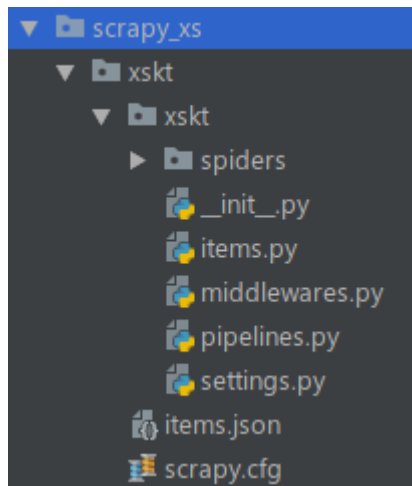 scrapy_xs
xskt
xskt
spiders
__init__.py
items.py
middlewares.py
pipelines.py
settings.py
items.json
scrapy.cfg